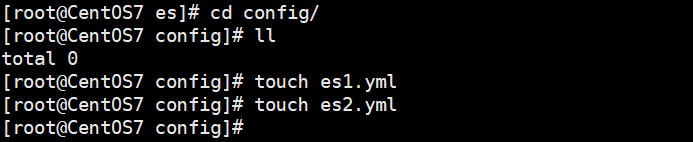 [root@CentOS7 es]# cd config/
[root@CentOS7 config]# ll
total 0
[root@CentOS7 config]# touch es1.yml
[root@CentOS7 config]# touch es2.yml
[root@CentOS7 config]#